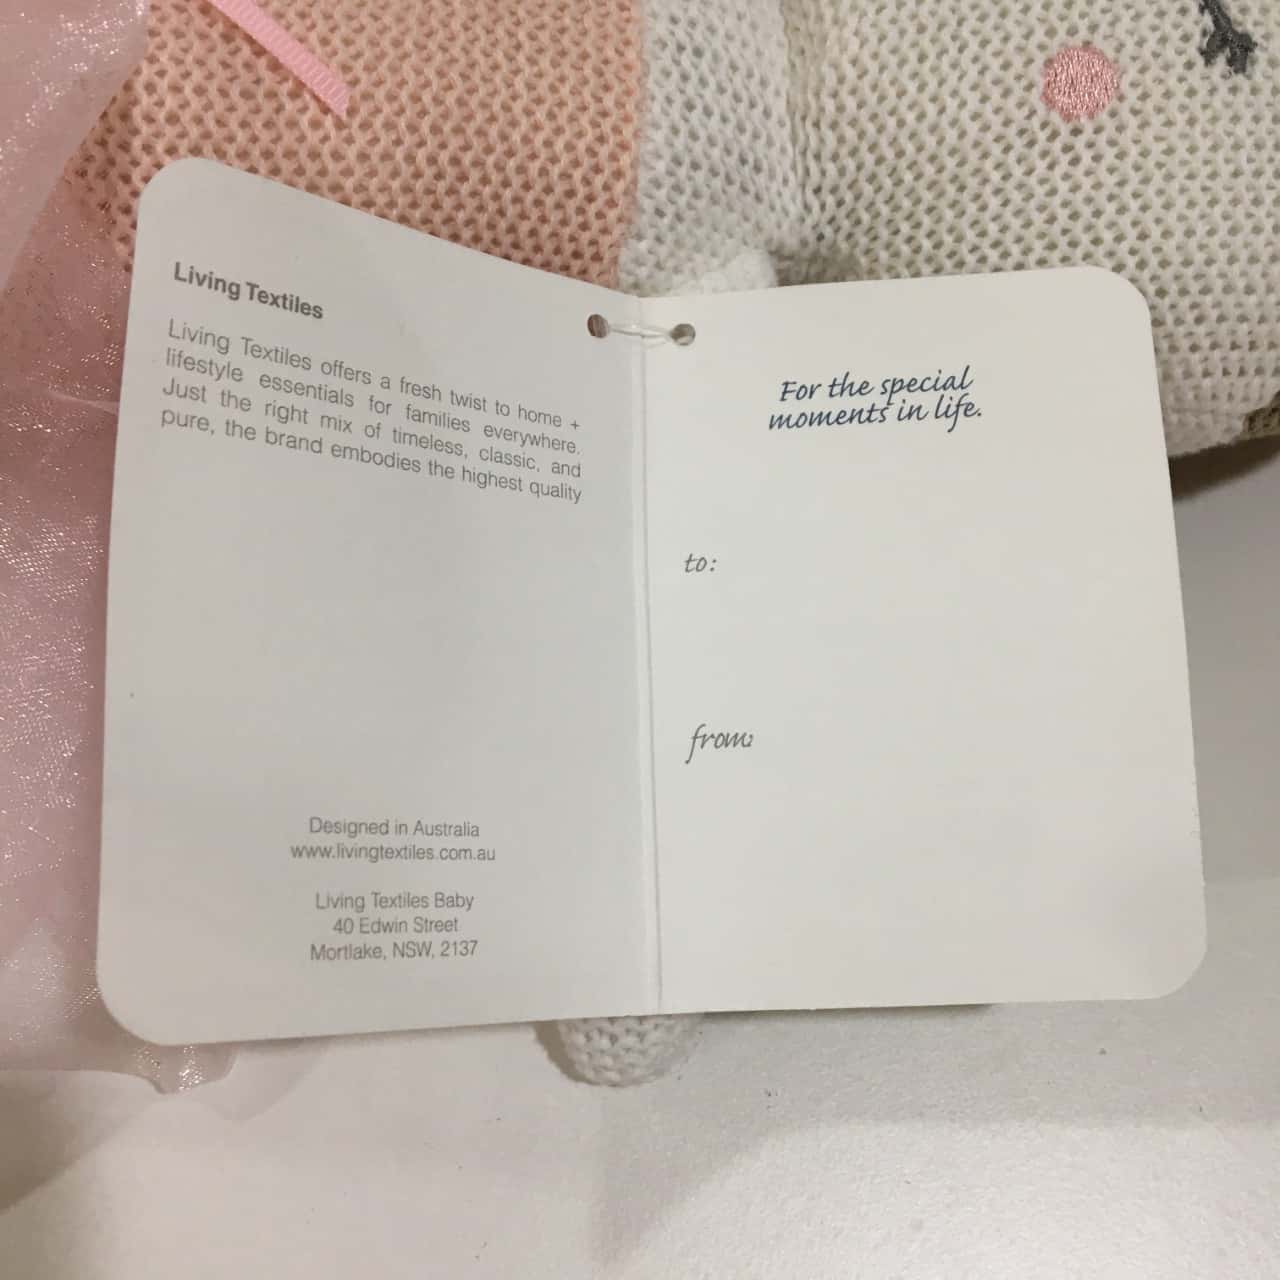 Living Textiles
Living Textiles offers a fresh twist to home +
lifestyle essentials for families everywhere.
Just the right mix of timeless, classic, and
pure, the brand embodies the highest quality
Designed in Australia
www.livingtextiles.com.au
Living Textiles Baby
40 Edwin Street
Mortlake, NSW, 2137
For the special
moments in life.
to:
from: